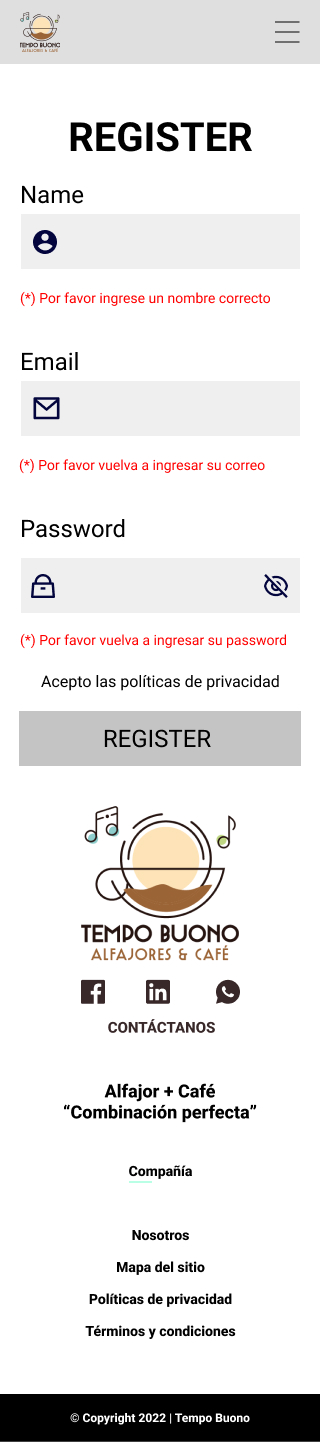 TEMPO BUONO
ALFAJORES & CAFÉ
REGISTER
Name
(*) Por favor ingrese un nombre correcto
Email
(*) Por favor vuelva a ingresar su correo
Password
(*) Por favor vuelva a ingresar su password
Acepto las políticas de privacidad
REGISTER
TEMPO BUONO
ALFAJORES & CAFÉ
CONTÁCTANOS
Alfajor + Café
“Combinación perfecta”
Compañía
Nosotros
Mapa del sitio
Políticas de privacidad
Términos y condiciones
© Copyright 2022 | Tempo Buono